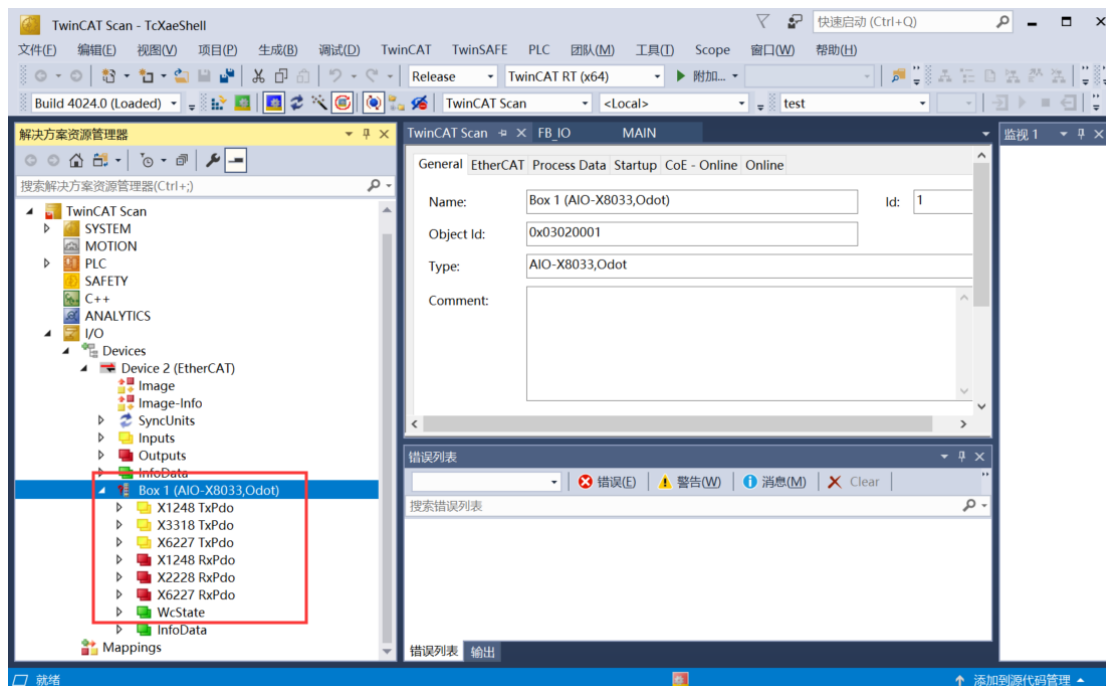 TwinCAT Scan - TcXaeShell
快速启动 (Ctrl+Q)
文件(F) 编辑(E) 视图(V) 项目(P) 生成(B) 调试(D) TwinCAT TwinSAFE PLC 团队(M) 工具(T) Scope 窗口(W) 帮助(H)
Release TwinCAT RT (x64) 附加...
Build 4024.0 (Loaded) TwinCAT Scan <Local> test
解决方案资源管理器
搜索解决方案资源管理器(Ctrl+;)
TwinCAT Scan
SYSTEM
MOTION
PLC
SAFETY
C++
ANALYTICS
I/O
Devices
Device 2 (EtherCAT)
Image
Image-Info
SyncUnits
Inputs
Outputs
InfoData
Box 1 (AIO-X8033,Odot)
X1248 TxPdo
X3318 TxPdo
X6227 TxPdo
X1248 RxPdo
X2228 RxPdo
X6227 RxPdo
WcState
InfoData
Mappings
TwinCAT Scan FB_IO MAIN
General EtherCAT Process Data Startup CoE - Online Online
Name: Box 1 (AIO-X8033,Odot) Id: 1
Object Id: 0x03020001
Type: AIO-X8033,Odot
Comment:
错误列表
错误(E) 警告(W) 消息(M) Clear
搜索错误列表
错误列表 输出
监视 1
就绪 添加到源代码管理